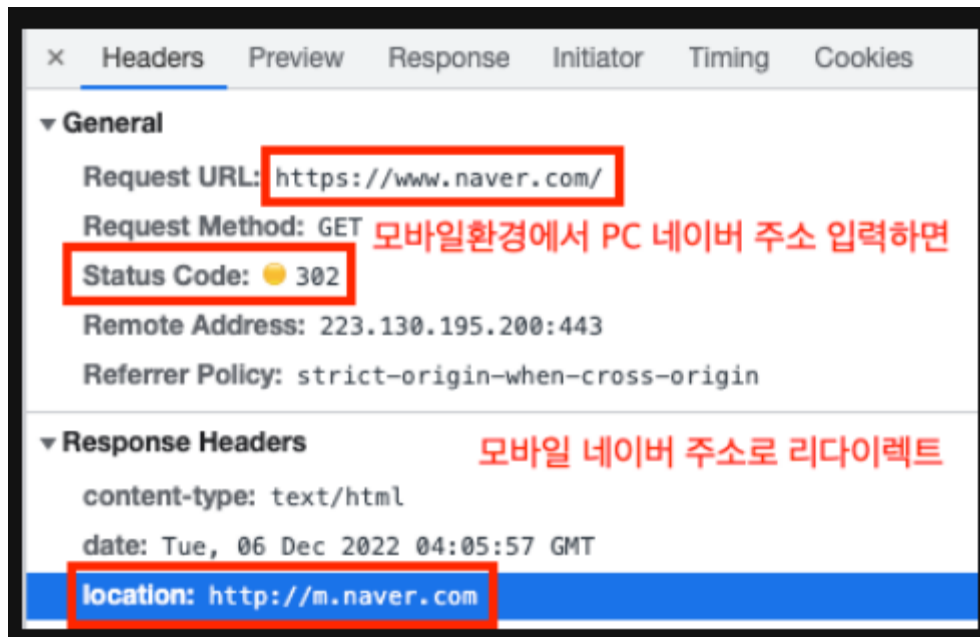 × Headers Preview Response Initiator Timing Cookies
▼ General
Request URL: https://www.naver.com/
Request Method: GET
모바일환경에서 PC 네이버 주소 입력하면
Status Code: 302
Remote Address: 223.130.195.200:443
Referrer Policy: strict-origin-when-cross-origin
▼ Response Headers
모바일 네이버 주소로 리다이렉트
content-type: text/html
date: Tue, 06 Dec 2022 04:05:57 GMT
location: http://m.naver.com